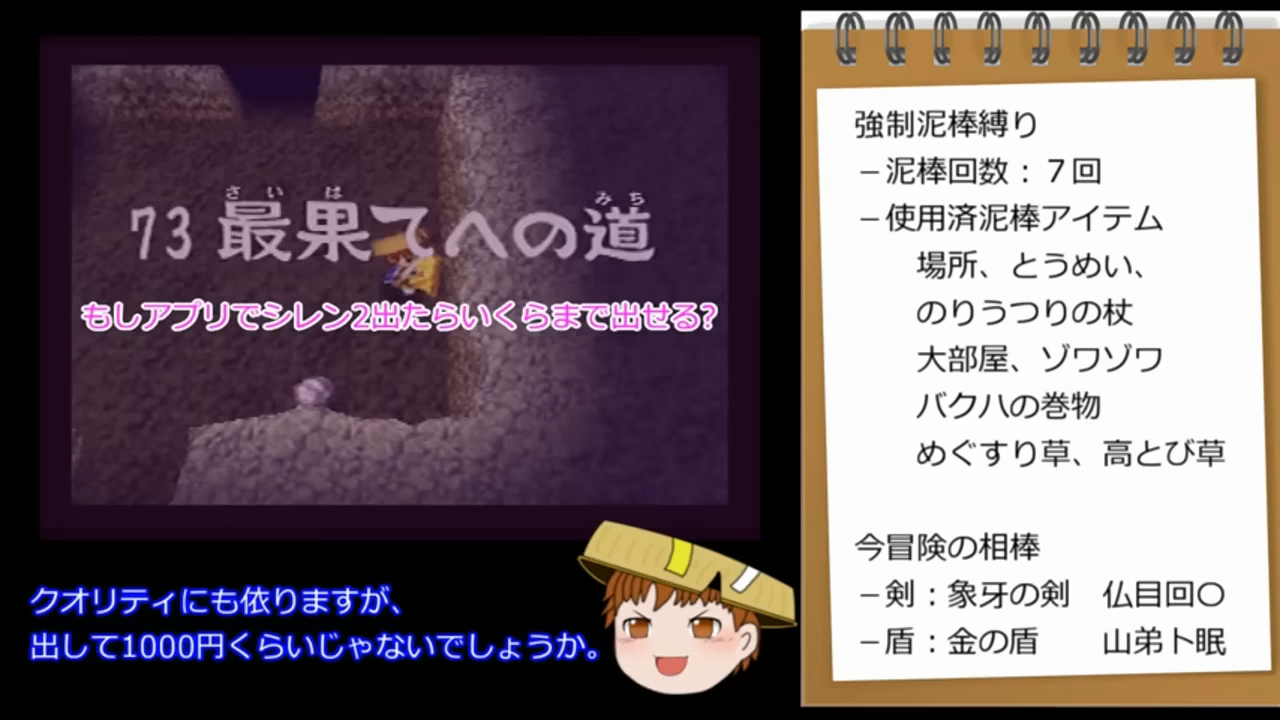 さいは
みち
73 最果てへの道
もしアプリでシレン2出たらいくらまで出せる?
クオリティにも依りますが、
出して1000円くらいじゃないでしょうか。
強制泥棒縛り
－泥棒回数：７回
－使用済泥棒アイテム
場所、とうめい、
のりうつりの杖
大部屋、ゾワゾワ
バクハの巻物
めぐすり草、高とび草
今冒険の相棒
－剣：象牙の剣　仏目回〇
－盾：金の盾　　山弟ト眠